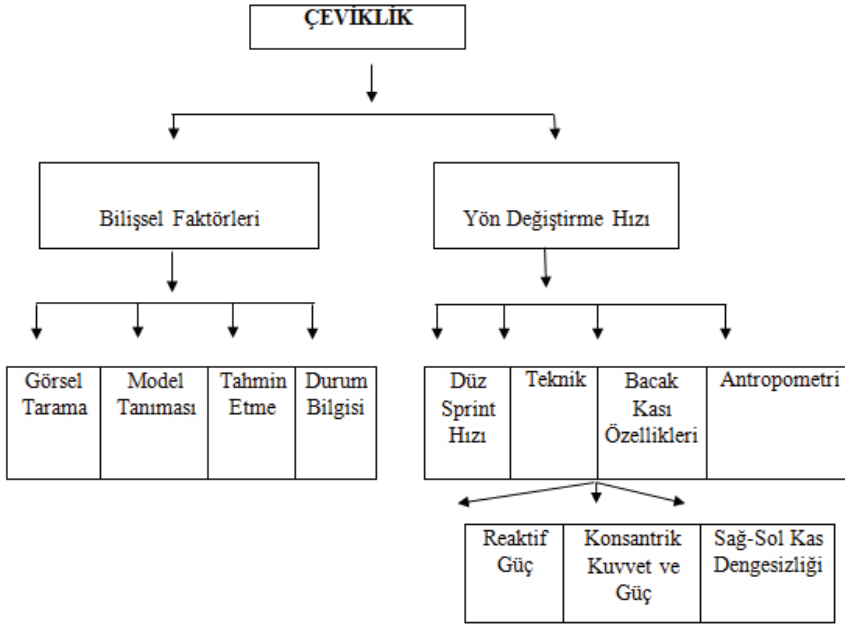 ÇEVİKLİK
Bilişsel Faktörleri
Yön Değiştirme Hızı
Görsel
Tarama
Model
Tanıması
Tahmin
Etme
Durum
Bilgisi
Düz
Sprint
Hızı
Teknik
Bacak
Kası
Özellikleri
Antropometri
Reaktif
Güç
Konsantrik
Kuvvet ve
Güç
Sağ-Sol Kas
Dengesizliği